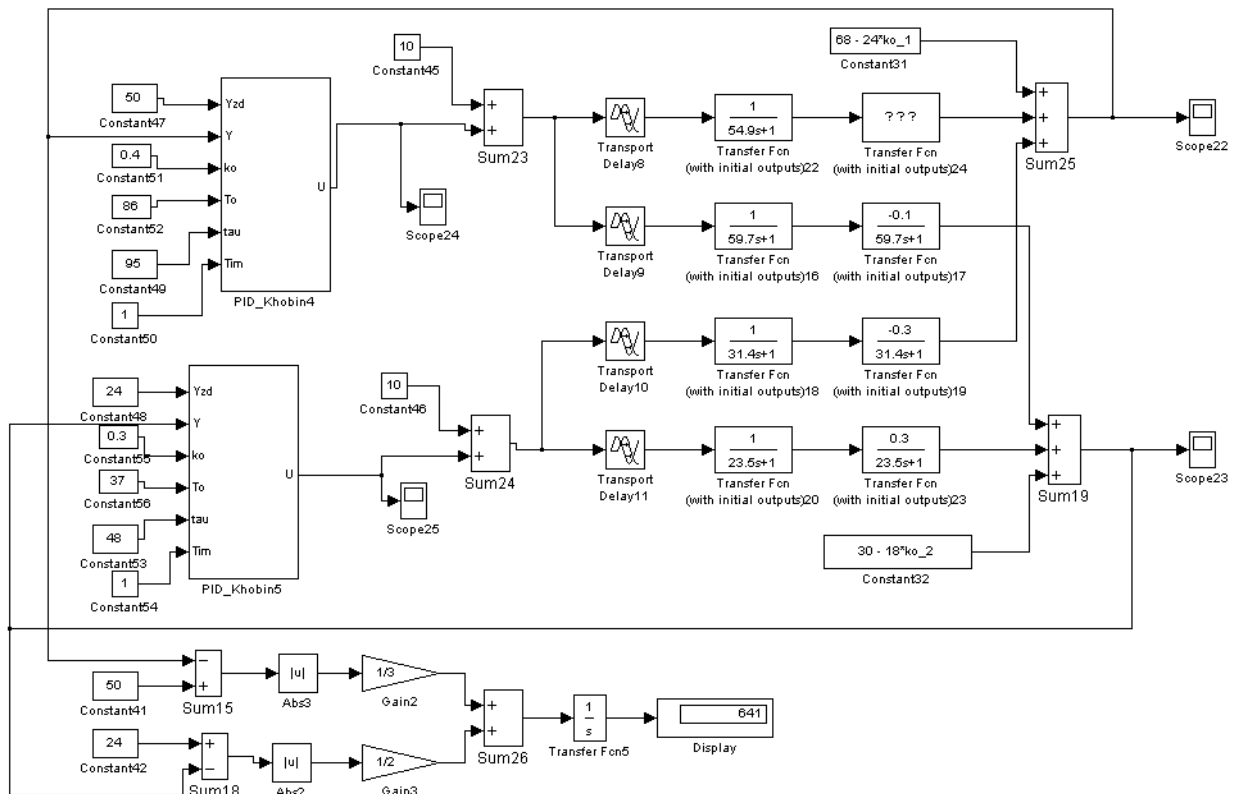 68 - 24*ko_1
Constant31
10
Constant45
50
Constant47
Yzd
Y
0.4
Constant51
ko
86
Constant52
To
tau
95
Constant49
Tim
1
Constant50
U
PID_Khobin4
Scope24
+
+
Sum23
Transport
Delay8
1
54.9s+1
Transfer Fcn
(with initial outputs)22
???
Transfer Fcn
(with initial outputs)24
+
+
+
Sum25
Scope22
Transport
Delay9
1
59.7s+1
Transfer Fcn
(with initial outputs)16
-0.1
59.7s+1
Transfer Fcn
(with initial outputs)17
Transport
Delay10
1
31.4s+1
Transfer Fcn
(with initial outputs)18
-0.3
31.4s+1
Transfer Fcn
(with initial outputs)19
24
Constant48
Yzd
Y
0.3
Constant55
ko
37
Constant56
To
tau
48
Constant53
Tim
1
Constant54
U
PID_Khobin5
10
Constant46
Scope25
+
+
Sum24
Transport
Delay11
1
23.5s+1
Transfer Fcn
(with initial outputs)20
0.3
23.5s+1
Transfer Fcn
(with initial outputs)23
+
+
+
Sum19
Scope23
30 - 18*ko_2
Constant32
50
Constant41
−
+
Sum15
|u|
Abs3
1/3
Gain2
24
Constant42
+
−
Sum18
|u|
Abs2
1/2
Gain3
+
+
Sum26
1
s
Transfer Fcn5
641
Display